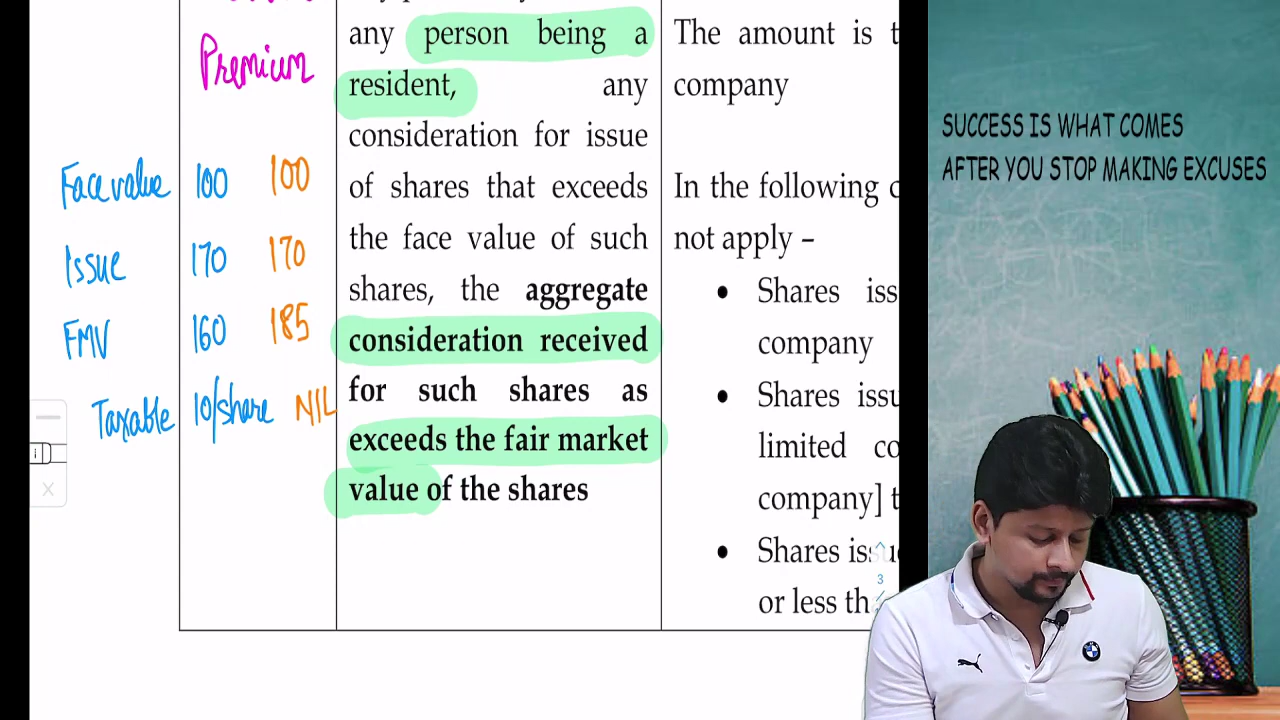 Premium
Face value 100 100
Issue 170 170
FMV 160 185
Taxable 10/share NIL
any person being a
resident, any
consideration for issue
of shares that exceeds
the face value of such
shares, the aggregate
consideration received
for such shares as
exceeds the fair market
value of the shares
The amount is t
company
In the following c
not apply –
• Shares iss
company
• Shares issu
limited co
company] t
• Shares issu
or less th
3
SUCCESS IS WHAT COMES
AFTER YOU STOP MAKING EXCUSES